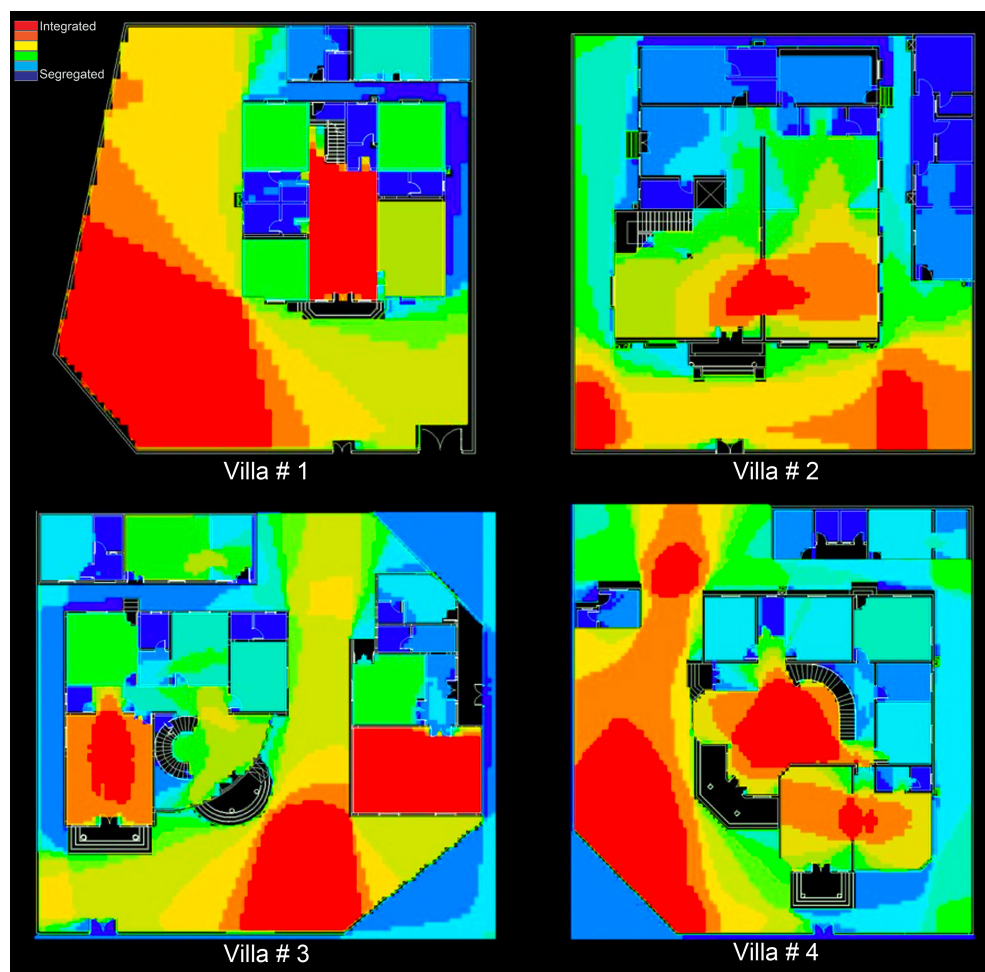 Integrated
Segregated
Villa # 1
Villa # 2
Villa # 3
Villa # 4